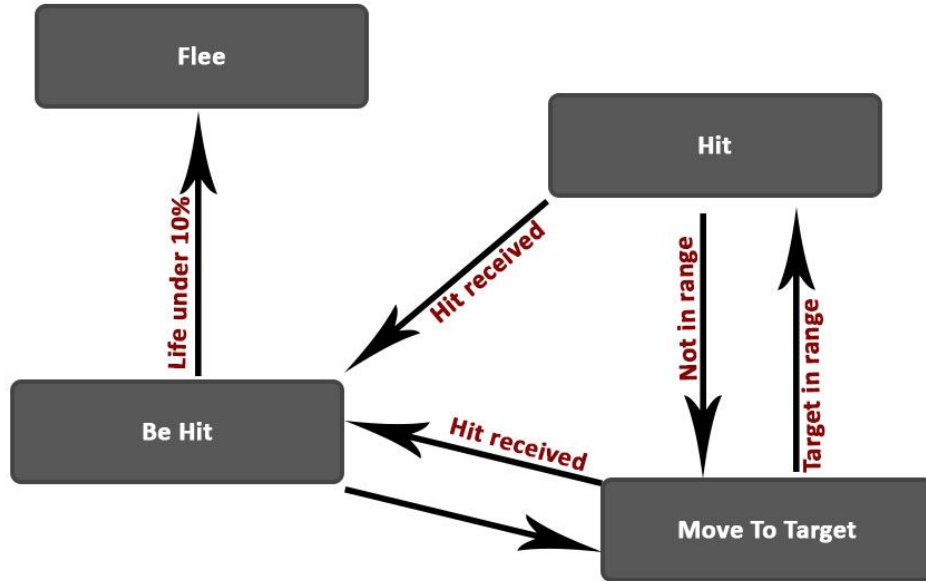 Flee
Hit
Life under 10%
Hit received
Not in range
Target in range
Be Hit
Hit received
Move To Target